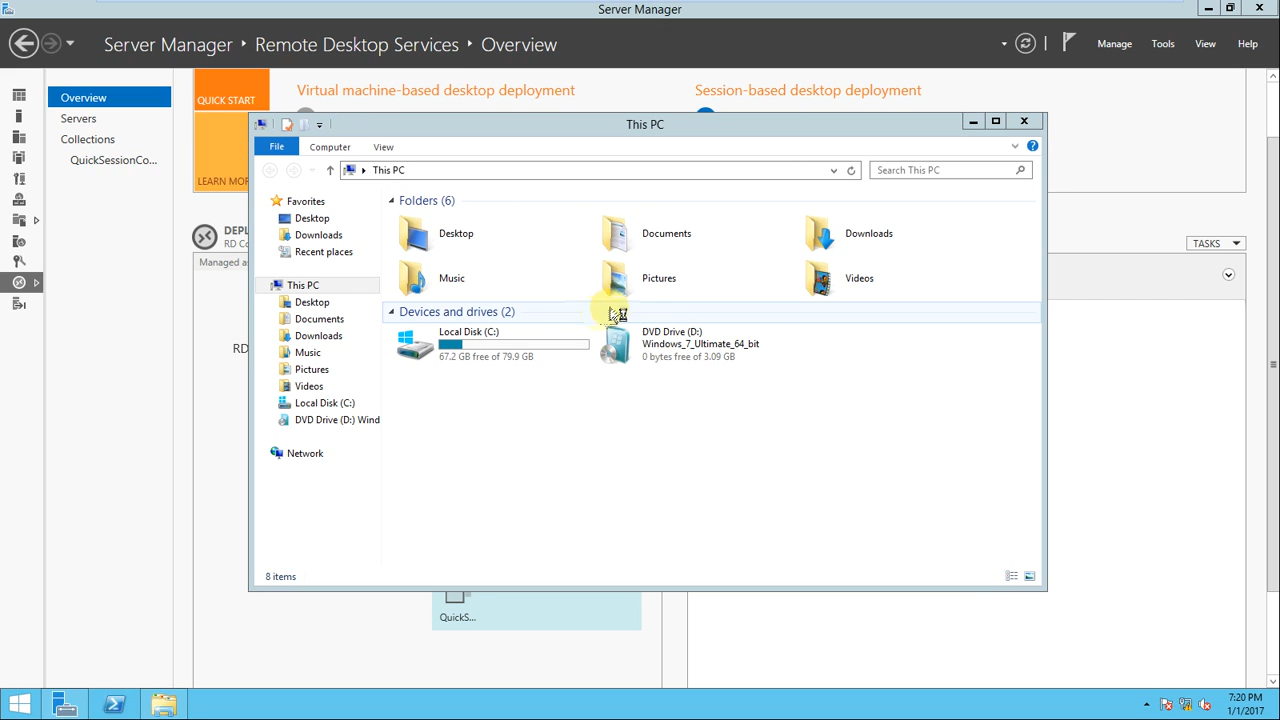 Server Manager
Server Manager Remote Desktop Services Overview
Manage Tools View Help
Overview
Servers
Collections
QuickSessionCo...
QUICK START
Virtual machine-based desktop deployment
Session-based desktop deployment
This PC
File Computer View
This PC
Search This PC
Favorites
Desktop
Downloads
Recent places
This PC
Desktop
Documents
Downloads
Music
Pictures
Videos
Local Disk (C:)
DVD Drive (D:) Wind
Network
Folders (6)
Desktop
Documents
Downloads
Music
Pictures
Videos
Devices and drives (2)
Local Disk (C:)
67.2 GB free of 79.9 GB
DVD Drive (D:)
Windows_7_Ultimate_64_bit
0 bytes free of 3.09 GB
8 items
LEARN MOR
DEPL
RD Co
Managed as
RD
TASKS
QuickS...
7:20 PM
1/1/2017